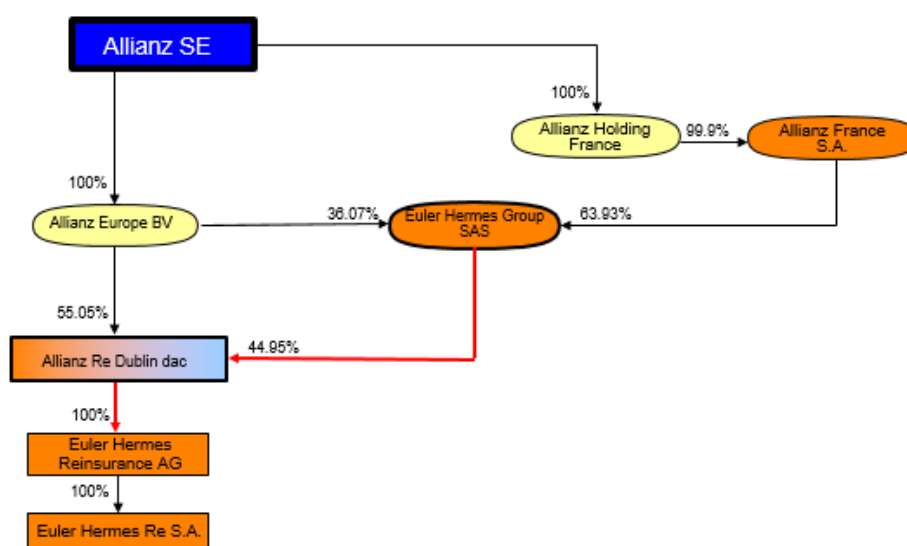 Allianz SE
100%
Allianz Holding
France
99.9%
Allianz France
S.A.
100%
Allianz Europe BV
36.07%
Euler Hermes Group
SAS
63.93%
55.05%
Allianz Re Dublin dac
44.95%
100%
Euler Hermes
Reinsurance AG
100%
Euler Hermes Re S.A.